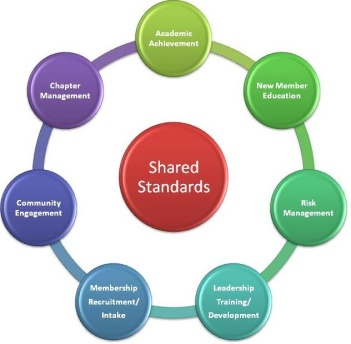 Academic
Achievement
New Member
Education
Risk
Management
Leadership
Training/
Development
Membership
Recruitment/
Intake
Community
Engagement
Chapter
Management
Shared
Standards